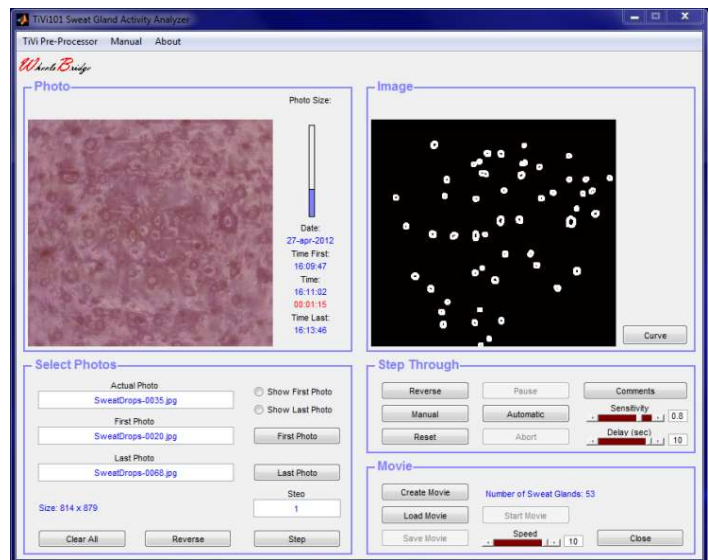 TiVi101 Sweat Gland Activity Analyzer
TiVi Pre-Processor Manual About
WheelsBridge
Photo
Photo Size:
Date:
27-apr-2012
Time First:
16:09:47
Time:
16:11:02
00:01:15
Time Last:
16:13:46
Image
Curve
Select Photos
Actual Photo
SweatDrops-0035.jpg
Show First Photo
Show Last Photo
First Photo
SweatDrops-0020.jpg
First Photo
Last Photo
SweatDrops-0068.jpg
Last Photo
Step
Size: 814 x 879
1
Clear All Reverse Step
Step Through
Reverse Pause Comments
Manual Automatic Sensitivity 0.8
Reset Abort Delay (sec) 10
Movie
Create Movie Number of Sweat Glands: 53
Load Movie Start Movie
Save Movie Speed 10 Close